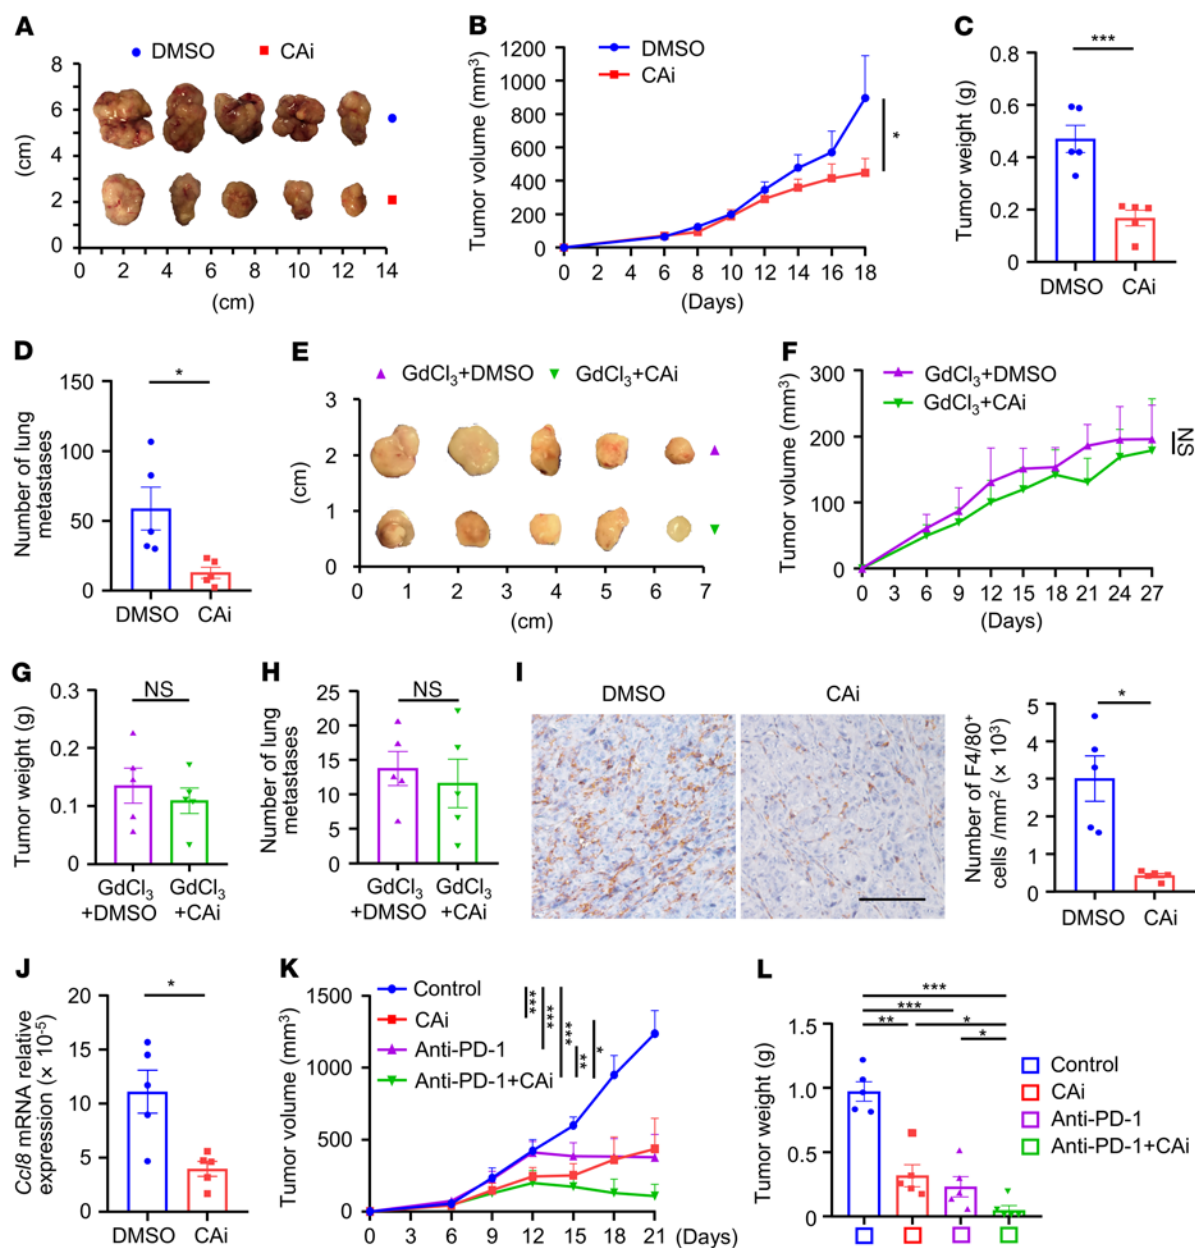 A
DMSO
CAi
8
6
4
2
0
(cm)
0 2 4 6 8 10 12 14
(cm)
B
DMSO
CAi
Tumor volume (mm³)
1200
1000
800
600
400
200
0
*
0 2 4 6 8 10 12 14 16 18
(Days)
C
***
Tumor weight (g)
0.8
0.6
0.4
0.2
0
DMSO CAi
D
*
Number of lung
metastases
150
100
50
0
DMSO CAi
E
GdCl₃+DMSO GdCl₃+CAi
3
2
1
0
(cm)
0 1 2 3 4 5 6 7
(cm)
F
GdCl₃+DMSO
GdCl₃+CAi
Tumor volume (mm³)
300
200
100
0
NS
0 3 6 9 12 15 18 21 24 27
(Days)
G
NS
Tumor weight (g)
0.3
0.2
0.1
0
GdCl₃ GdCl₃
+DMSO +CAi
H
NS
Number of lung
metastases
25
20
15
10
5
0
GdCl₃ GdCl₃
+DMSO +CAi
I
DMSO CAi
*
Number of F4/80⁺
cells /mm² (× 10³)
5
4
3
2
1
0
DMSO CAi
J
*
Ccl8 mRNA relative
expression (× 10⁻⁵)
20
15
10
5
0
DMSO CAi
K
Control
CAi
Anti-PD-1
Anti-PD-1+CAi
***
***
***
**
*
Tumor volume (mm³)
1500
1000
500
0
0 3 6 9 12 15 18 21 (Days)
L
***
***
** *
*
Tumor weight (g)
1.5
1.0
0.5
0
Control
CAi
Anti-PD-1
Anti-PD-1+CAi